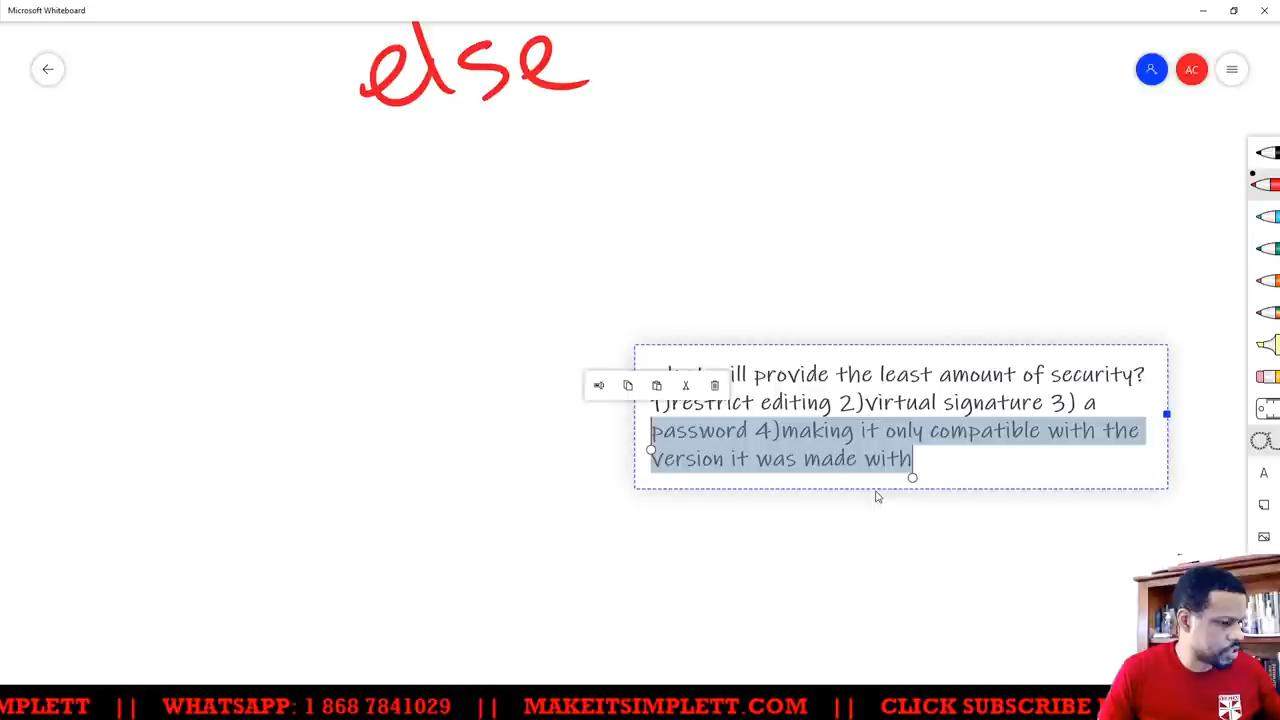 Microsoft Whiteboard
else
AC
ill provide the least amount of security?
1)restrict editing 2)virtual signature 3) a
password 4)making it only compatible with the
version it was made with
A
MPLETT || WHATSAPP: 1 868 7841029 || MAKEITSIMPLETT.COM || CLICK SUBSCRIBE